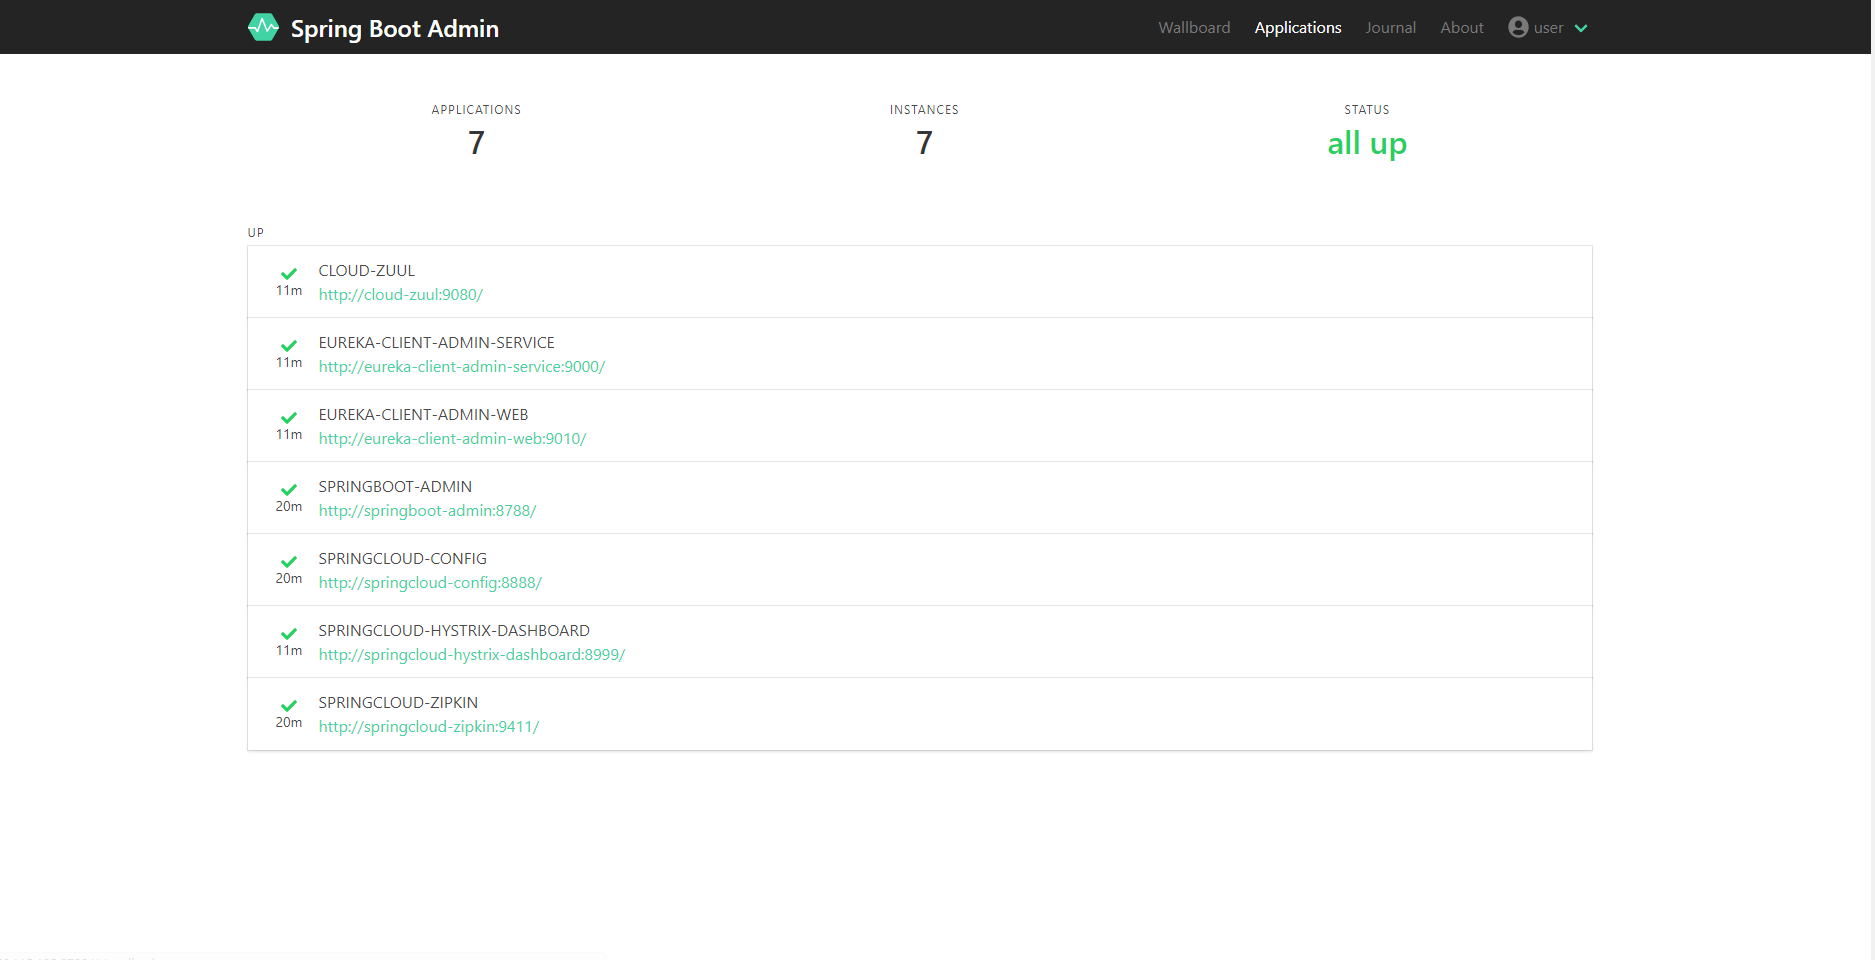 Spring Boot Admin
Wallboard Applications Journal About user
APPLICATIONS INSTANCES STATUS
7 7 all up
UP
CLOUD-ZUUL
11m http://cloud-zuul:9080/
EUREKA-CLIENT-ADMIN-SERVICE
11m http://eureka-client-admin-service:9000/
EUREKA-CLIENT-ADMIN-WEB
11m http://eureka-client-admin-web:9010/
SPRINGBOOT-ADMIN
20m http://springboot-admin:8788/
SPRINGCLOUD-CONFIG
20m http://springcloud-config:8888/
SPRINGCLOUD-HYSTRIX-DASHBOARD
11m http://springcloud-hystrix-dashboard:8999/
SPRINGCLOUD-ZIPKIN
20m http://springcloud-zipkin:9411/